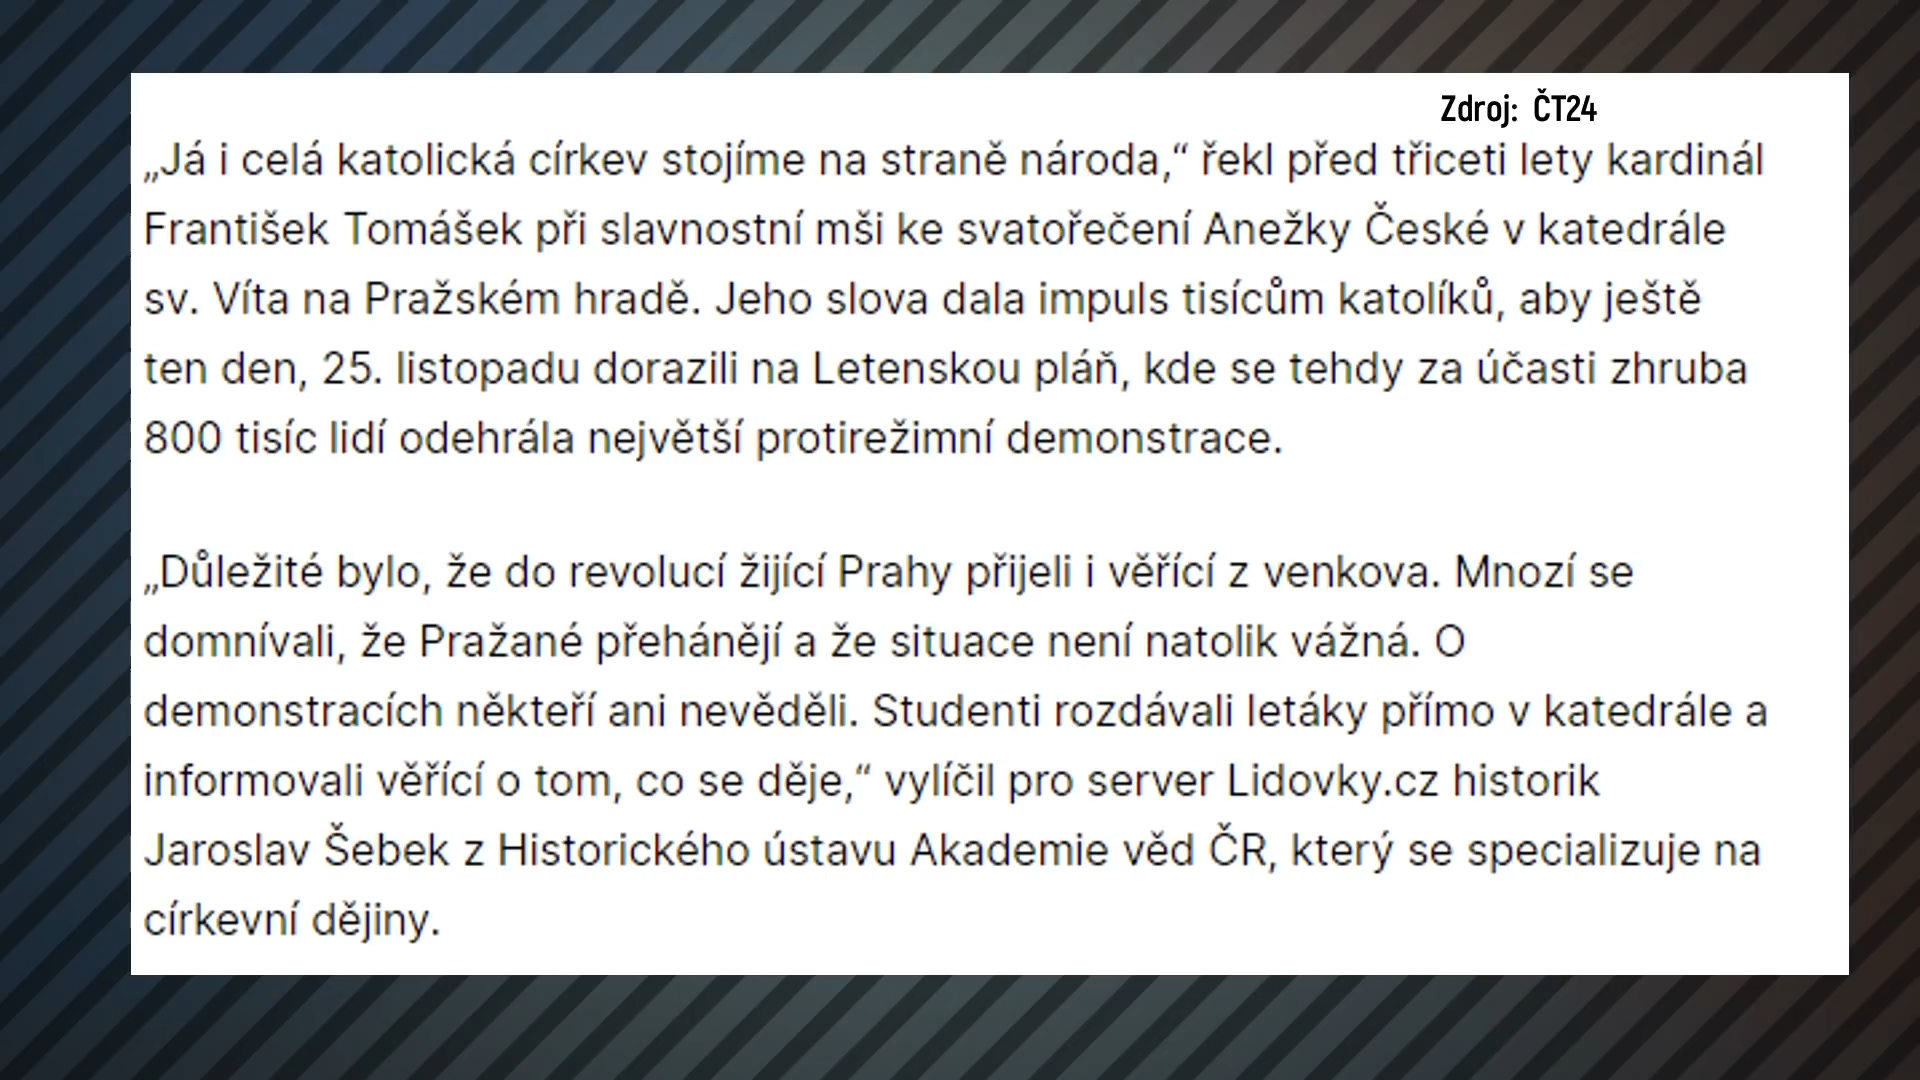 Zdroj: ČT24
„Já i celá katolická církev stojíme na straně národa,“ řekl před třiceti lety kardinál
František Tomášek při slavnostní mši ke svatořečení Anežky České v katedrále
sv. Víta na Pražském hradě. Jeho slova dala impuls tisícům katolíků, aby ještě
ten den, 25. listopadu dorazili na Letenskou pláň, kde se tehdy za účasti zhruba
800 tisíc lidí odehrála největší protirežimní demonstrace.
„Důležité bylo, že do revolucí žijící Prahy přijeli i věřící z venkova. Mnozí se
domnívali, že Pražané přehánějí a že situace není natolik vážná. O
demonstracích někteří ani nevěděli. Studenti rozdávali letáky přímo v katedrále a
informovali věřící o tom, co se děje,“ vylíčil pro server Lidovky.cz historik
Jaroslav Šebek z Historického ústavu Akademie věd ČR, který se specializuje na
církevní dějiny.